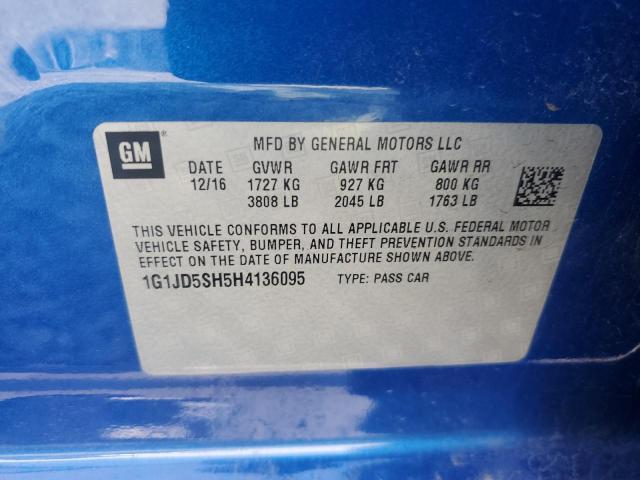 GM ®
MFD BY GENERAL MOTORS LLC
DATE GVWR GAWR FRT GAWR RR
12/16 1727 KG 927 KG 800 KG
3808 LB 2045 LB 1763 LB
THIS VEHICLE CONFORMS TO ALL APPLICABLE U.S. FEDERAL MOTOR
VEHICLE SAFETY, BUMPER, AND THEFT PREVENTION STANDARDS IN
EFFECT ON THE DATE OF MANUFACTURE SHOWN ABOVE.
1G1JD5SH5H4136095 TYPE: PASS CAR